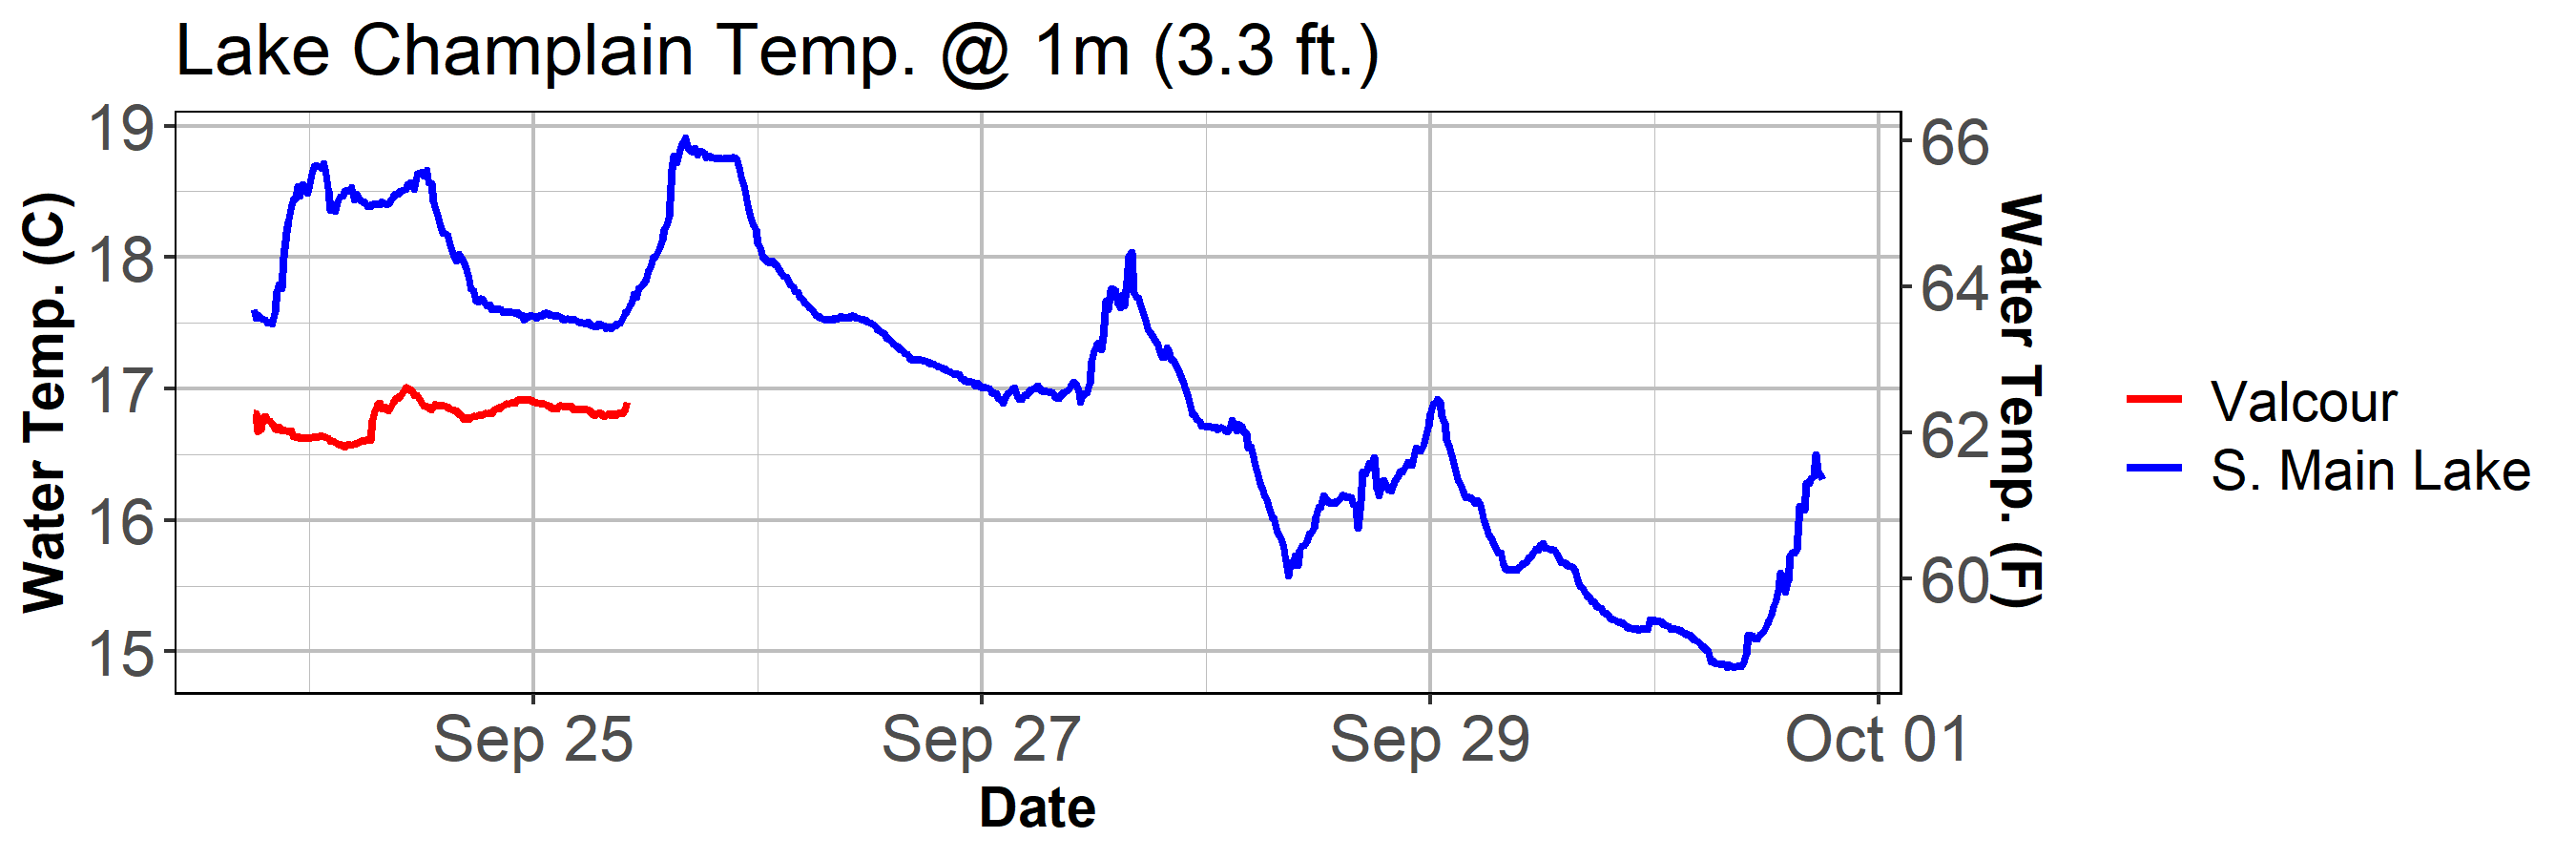 Lake Champlain Temp. @ 1m (3.3 ft.)
Water Temp. (C)
19
18
17
16
15
66
64
62
60
Water Temp. (F)
Sep 25
Sep 27
Sep 29
Oct 01
Date
Valcour
S. Main Lake